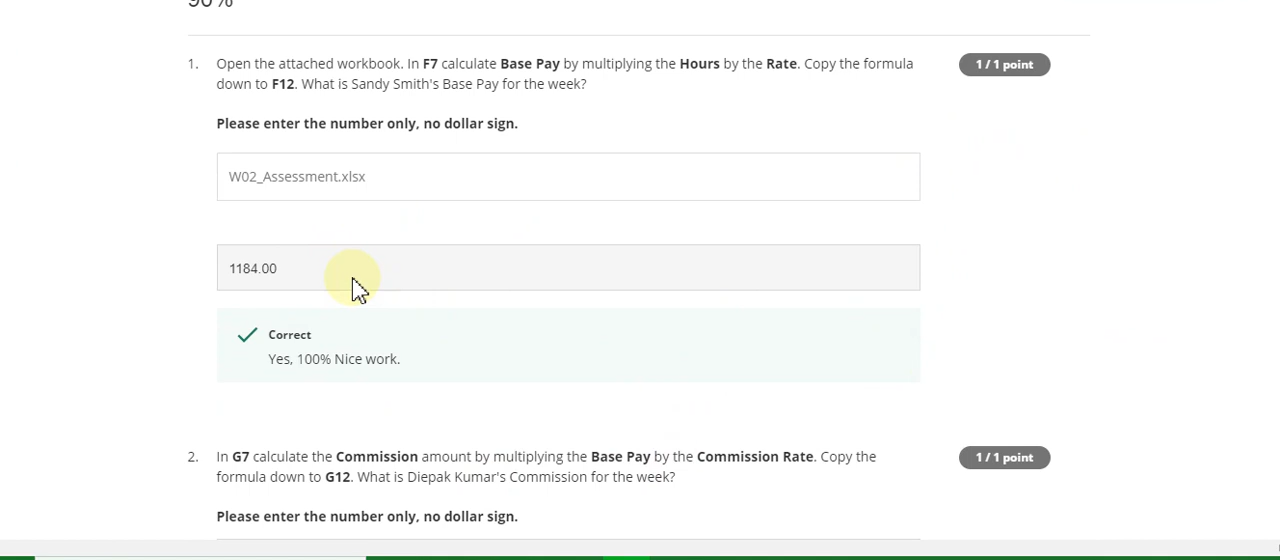 90%
1. Open the attached workbook. In F7 calculate Base Pay by multiplying the Hours by the Rate. Copy the formula
1 / 1 point
down to F12. What is Sandy Smith's Base Pay for the week?
Please enter the number only, no dollar sign.
W02_Assessment.xlsx
1184.00
Correct
Yes, 100% Nice work.
2. In G7 calculate the Commission amount by multiplying the Base Pay by the Commission Rate. Copy the
1 / 1 point
formula down to G12. What is Diepak Kumar's Commission for the week?
Please enter the number only, no dollar sign.